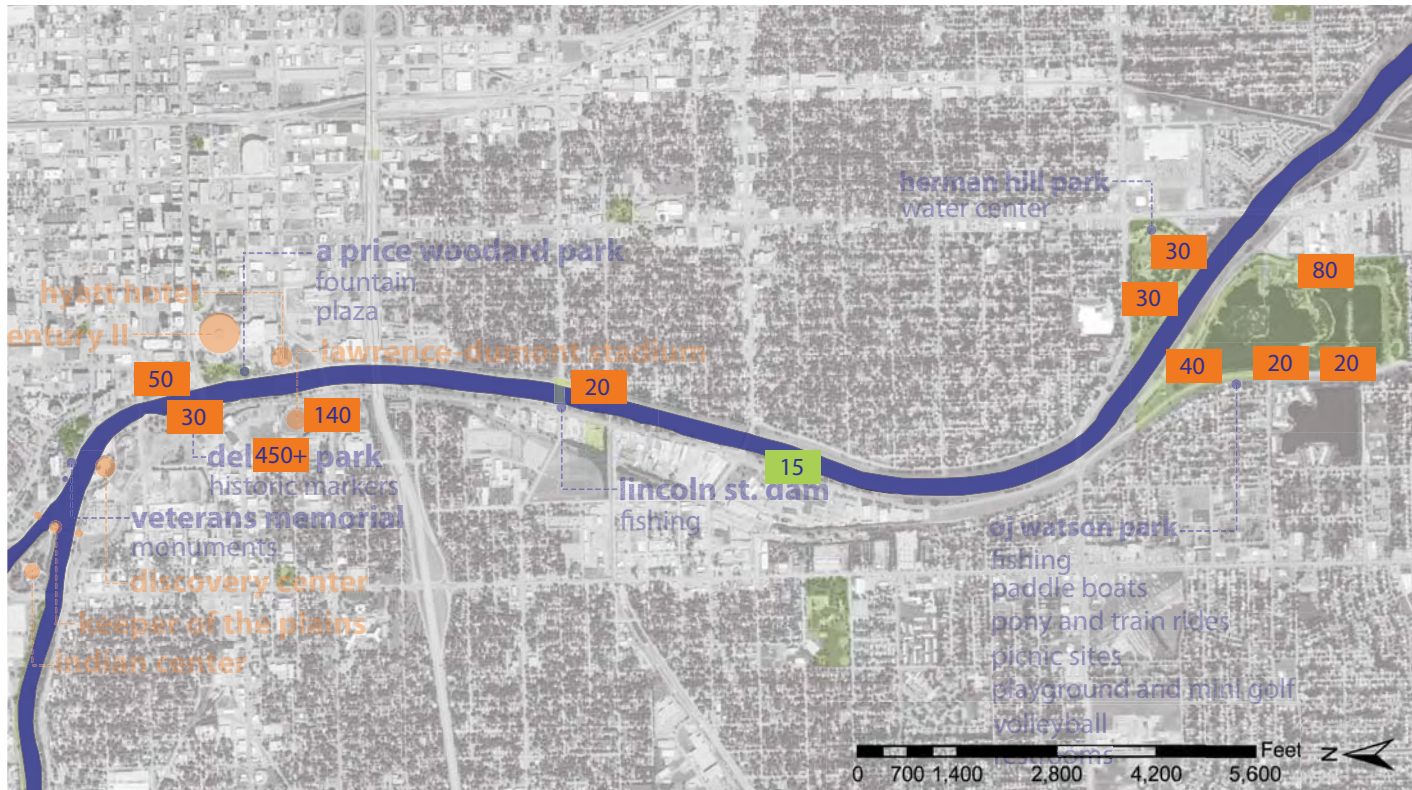 herman hill park
water center
30
80
30
a price woodard park
fountain
plaza
hyatt hotel
entury II
lawrence-dumont stadium
50
20
40
20
20
30
140
450+
park
historic markers
15
lincoln st. dam
fishing
veterans memorial
monuments
oj watson park
fishing
paddle boats
pony and train rides
picnic sites
playground and mini golf
volleyball
restrooms
discovery center
keeper of the plains
indian center
Feet
N
0 700 1,400 2,800 4,200 5,600